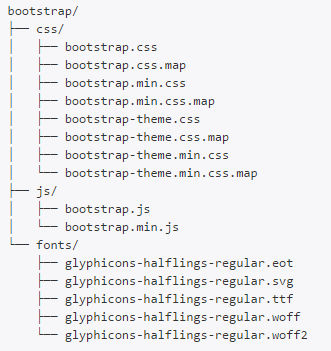 bootstrap/
├── css/
│   ├── bootstrap.css
│   ├── bootstrap.css.map
│   ├── bootstrap.min.css
│   ├── bootstrap.min.css.map
│   ├── bootstrap-theme.css
│   ├── bootstrap-theme.css.map
│   ├── bootstrap-theme.min.css
│   └── bootstrap-theme.min.css.map
├── js/
│   ├── bootstrap.js
│   └── bootstrap.min.js
└── fonts/
    ├── glyphicons-halflings-regular.eot
    ├── glyphicons-halflings-regular.svg
    ├── glyphicons-halflings-regular.ttf
    ├── glyphicons-halflings-regular.woff
    └── glyphicons-halflings-regular.woff2